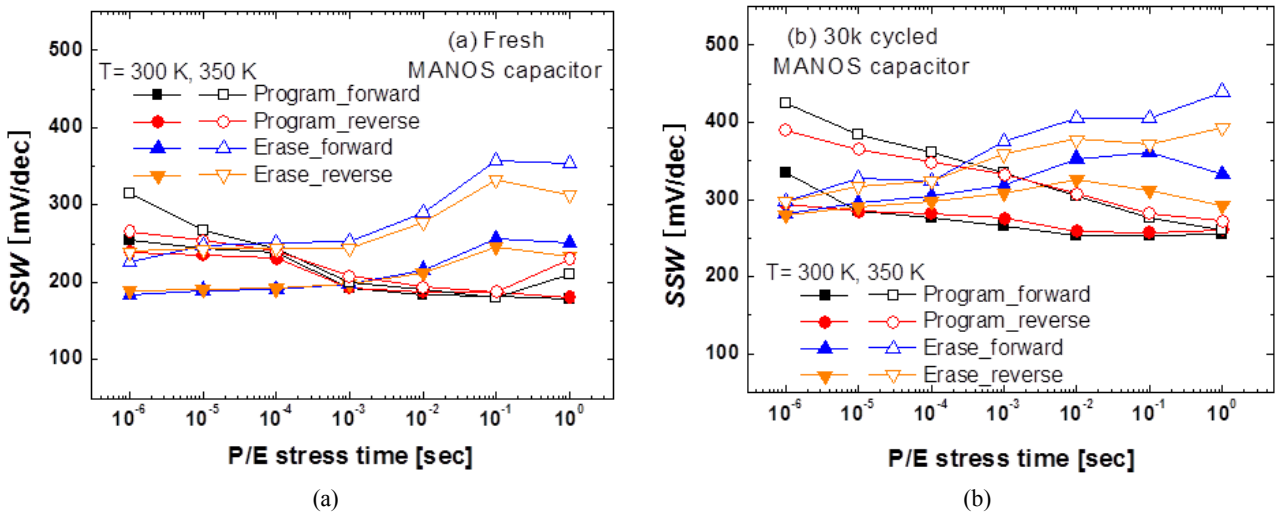 (a) Fresh
MANOS capacitor
T= 300 K, 350 K
Program_forward
Program_reverse
Erase_forward
Erase_reverse
500
400
300
200
100
SSW [mV/dec]
10⁻⁶ 10⁻⁵ 10⁻⁴ 10⁻³ 10⁻² 10⁻¹ 10⁰
P/E stress time [sec]
(a)
(b) 30k cycled
MANOS capacitor
500
400
300
200
100
SSW [mV/dec]
T= 300 K, 350 K
Program_forward
Program_reverse
Erase_forward
Erase_reverse
10⁻⁶ 10⁻⁵ 10⁻⁴ 10⁻³ 10⁻² 10⁻¹ 10⁰
P/E stress time [sec]
(b)